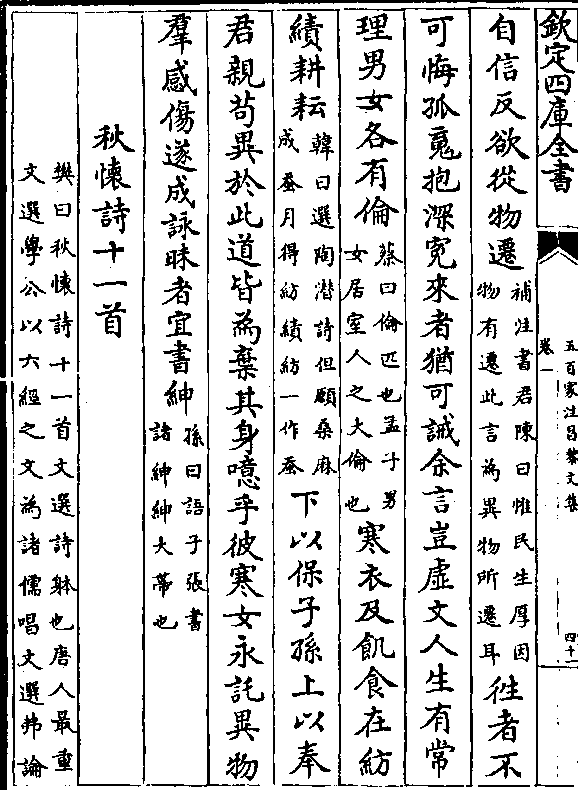 欽定四庫全書
卷一
五百家注昌黎文集
四十一
自信反欲從物遷
補注書君陳曰惟民生厚因
物有遷此言為異物所遷耳
徃者不
可悔孤䰟抱深寃來者猶可誡余言豈虛文人生有常
理男女各有倫
蔡曰倫匹也孟子男
女居室人之大倫也
寒衣及飢食在紡
績耕耘
韓曰選陶潛詩但願桑麻
成蚕月得紡績紡一作蚕
下以保子孫上以奉
君親苟異於此道皆為棄其身噫乎彼寒女永託異物
羣感傷遂成詠昧者宜書紳
孫曰語子張書
諸紳紳大帶也
秋懐詩十一首
樊曰秋懐詩十一首文選詩躰也唐人最重
文選學公以六經之文為諸儒唱文選弗論